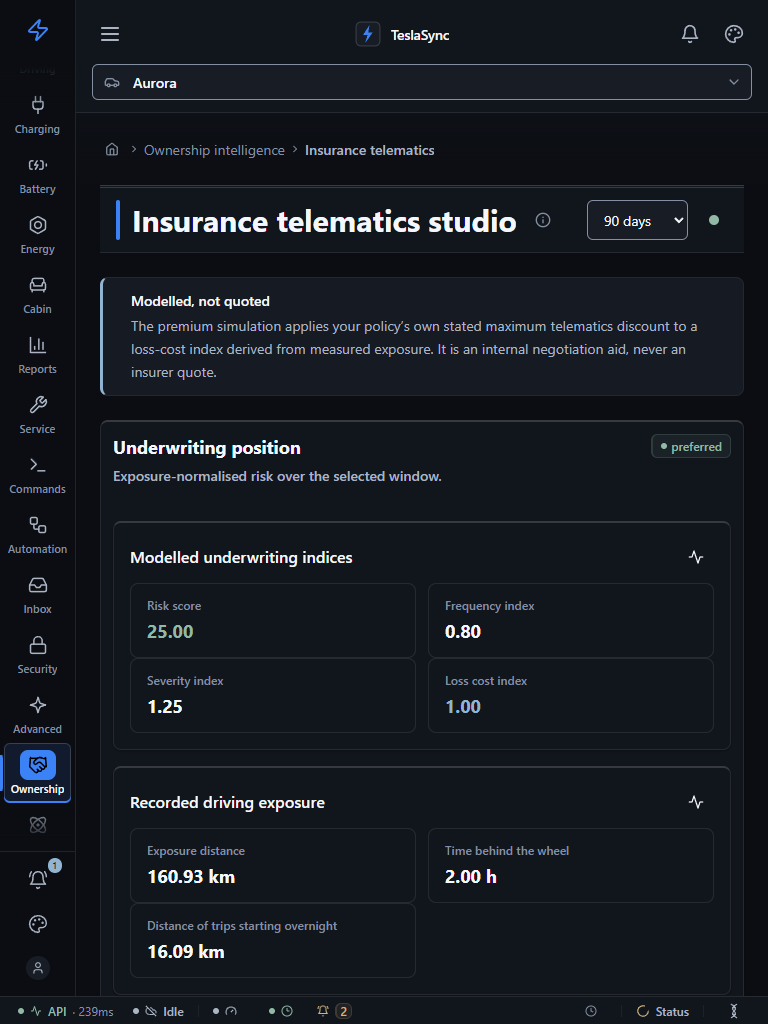 TeslaSync
Aurora
Driving
Charging
Battery
Energy
Cabin
Reports
Service
Commands
Automation
Inbox
Security
Advanced
Ownership
1
Ownership intelligence
Insurance telematics
Insurance telematics studio
90 days
Modelled, not quoted
The premium simulation applies your policy's own stated maximum telematics discount to a
loss-cost index derived from measured exposure. It is an internal negotiation aid, never an
insurer quote.
Underwriting position
preferred
Exposure-normalised risk over the selected window.
Modelled underwriting indices
Risk score
25.00
Frequency index
0.80
Severity index
1.25
Loss cost index
1.00
Recorded driving exposure
Exposure distance
160.93 km
Time behind the wheel
2.00 h
Distance of trips starting overnight
16.09 km
API · 239ms
Idle
2
Status